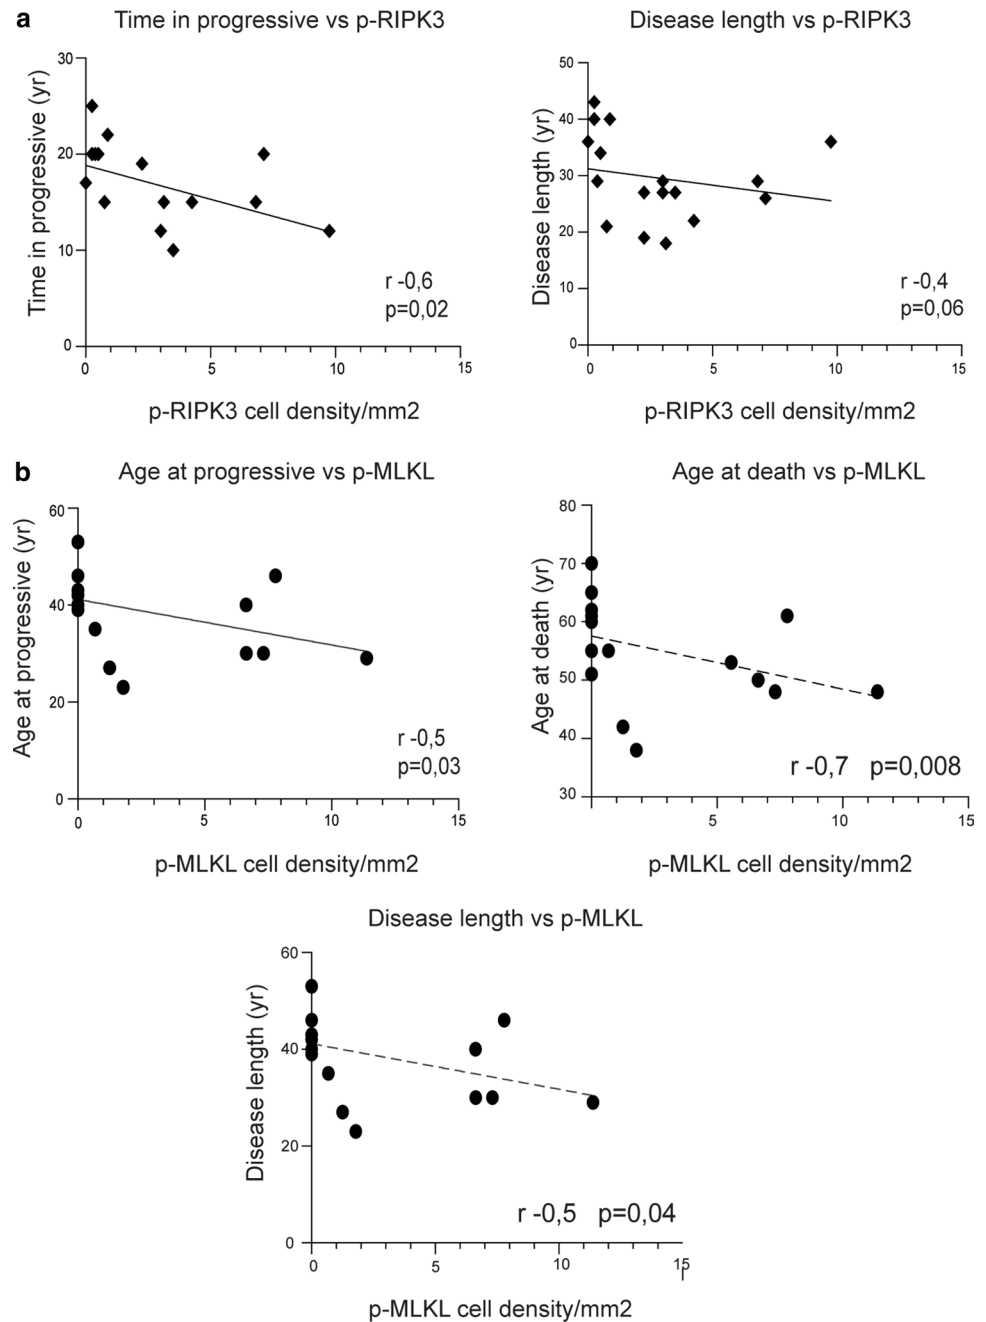 a
Time in progressive vs p-RIPK3
Time in progressive (yr)
30
20
10
0
0 5 10 15
r -0,6
p=0,02
p-RIPK3 cell density/mm2
Disease length vs p-RIPK3
Disease length (yr)
50
40
30
20
10
0
0 5 10 15
r -0,4
p=0,06
p-RIPK3 cell density/mm2
b
Age at progressive vs p-MLKL
Age at progressive (yr)
60
40
20
0
0 5 10 15
r -0,5
p=0,03
p-MLKL cell density/mm2
Age at death vs p-MLKL
Age at death (yr)
80
70
60
50
40
30
5 10 15
r -0,7 p=0,008
p-MLKL cell density/mm2
Disease length vs p-MLKL
Disease length (yr)
60
40
20
0
0 5 10 15
r -0,5 p=0,04
p-MLKL cell density/mm2